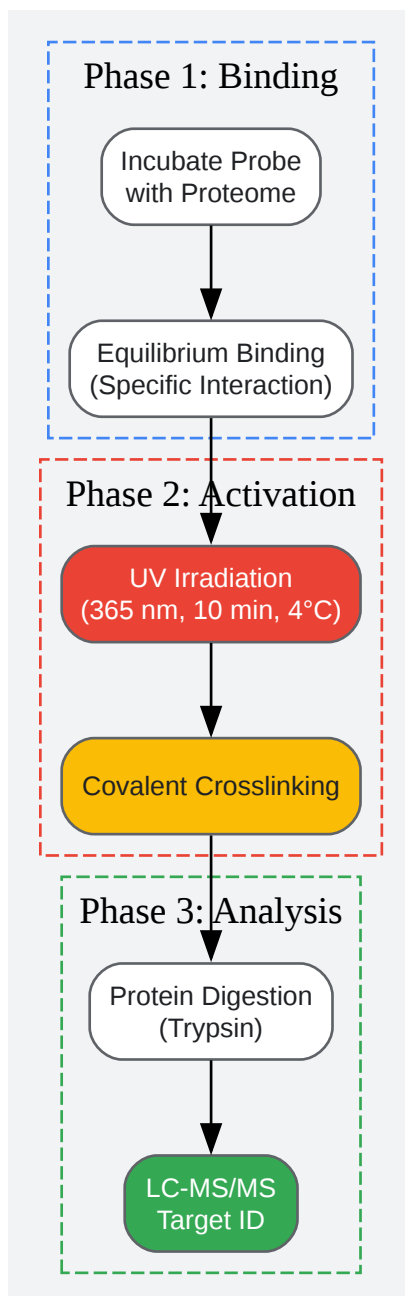 Phase 1: Binding
Incubate Probe
with Proteome
Equilibrium Binding
(Specific Interaction)
Phase 2: Activation
UV Irradiation
(365 nm, 10 min, 4°C)
Covalent Crosslinking
Phase 3: Analysis
Protein Digestion
(Trypsin)
LC-MS/MS
Target ID